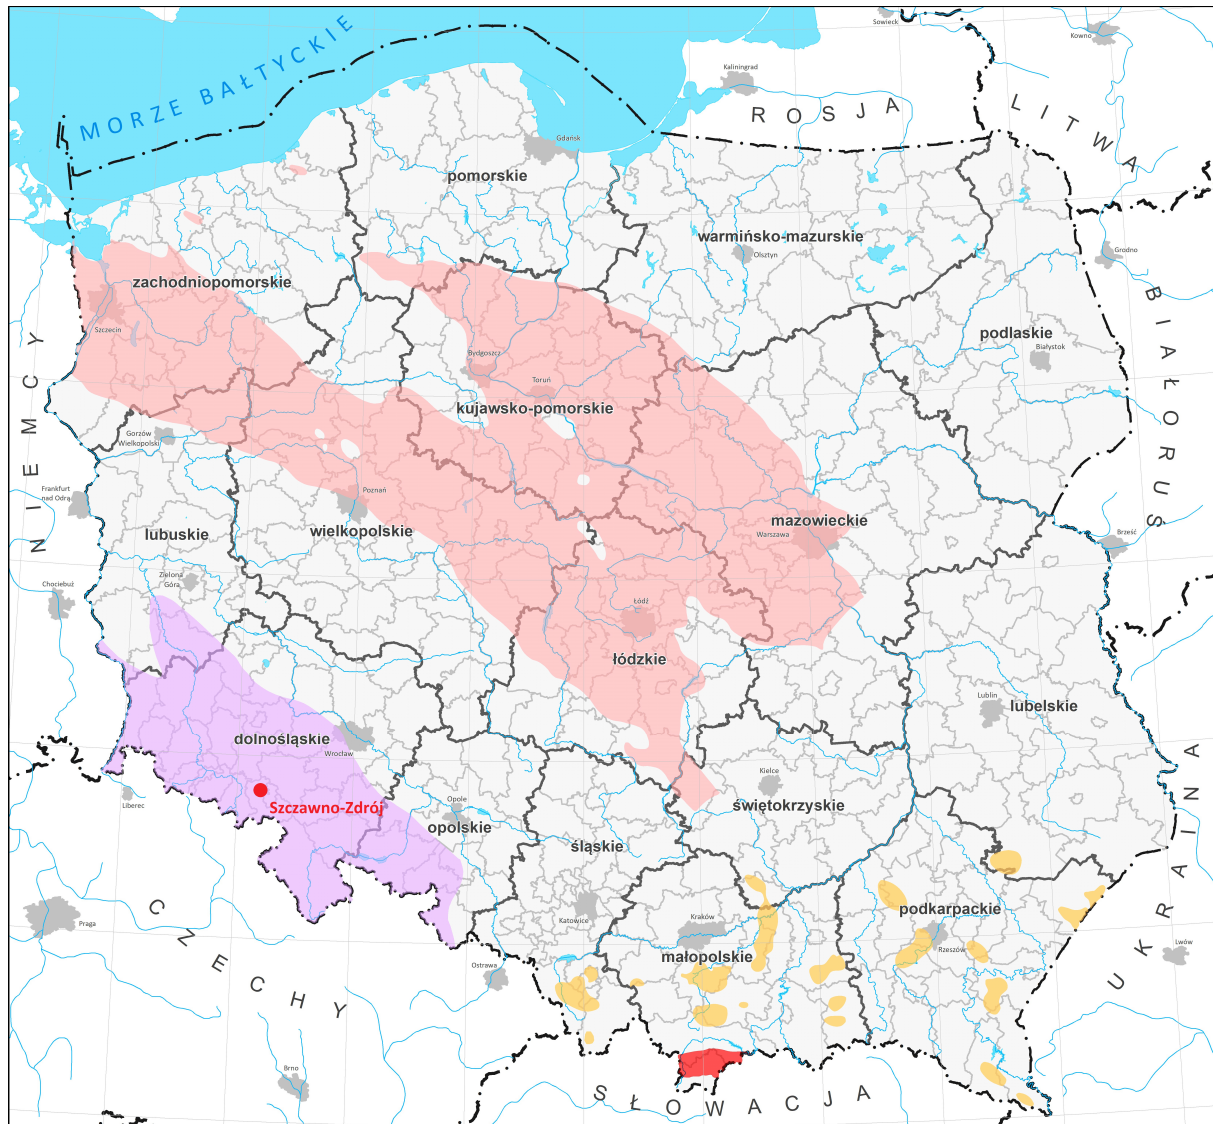 Sowieck
Kowno
MORZE BAŁTYCKIE
Kaliningrad
ROSJA
LITWA
Gdańsk
pomorskie
warmińsko-mazurskie
Olsztyn
Grodno
zachodniopomorskie
Szczecin
BIAŁORUŚ
podlaskie
Białystok
NIEMCY
Bydgoszcz
Toruń
kujawsko-pomorskie
Gorzów
Wielkopolski
Frankfurt
nad Odrą
Poznań
wielkopolskie
lubuskie
mazowieckie
Warszawa
Brześć
Chociebuż
Zielona
Góra
Łódź
łódzkie
Lublin
lubelskie
dolnośląskie
Wrocław
Liberec
Szczawno-Zdrój
Opole
opolskie
Kielce
świętokrzyskie
śląskie
UKRAINA
Praga
CZECHY
Katowice
Kraków
małopolskie
podkarpackie
Rzeszów
Lwów
Ostrawa
Brno
SŁOWACJA